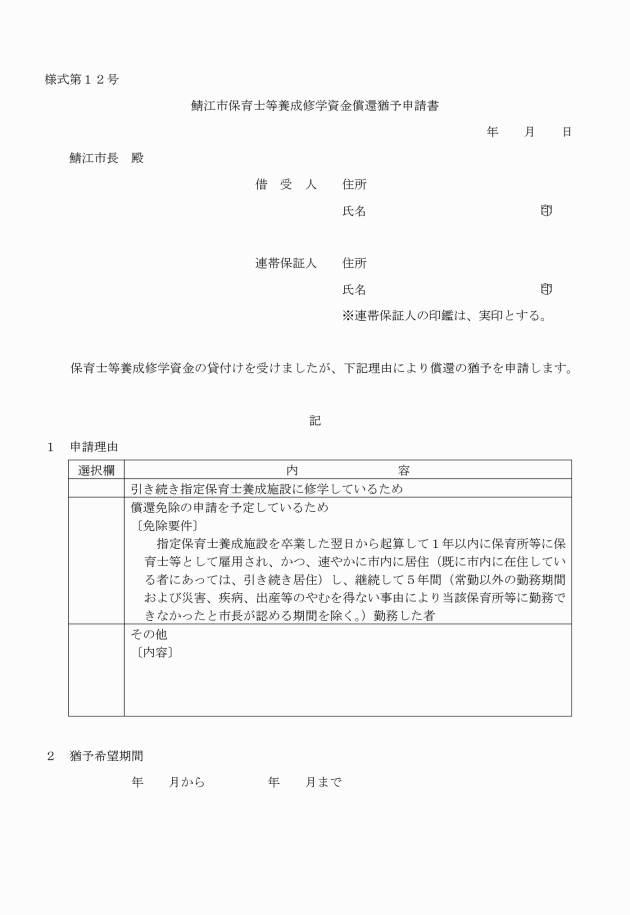 様式第１２号
鯖江市保育士等養成修学資金償還猶予申請書
年　　月　　日
鯖江市長　殿
借　受　人　　住所
氏名　　　　　　　　　　　　　　印
連帯保証人　　住所
氏名　　　　　　　　　　　　　　印
※連帯保証人の印鑑は、実印とする。
保育士等養成修学資金の貸付けを受けましたが、下記理由により償還の猶予を申請します。
記
１　申請理由
選択欄　　内　　　　　　　　容
引き続き指定保育士養成施設に修学しているため
償還免除の申請を予定しているため
〔免除要件〕
指定保育士養成施設を卒業した翌日から起算して１年以内に保育所等に保
育士等として雇用され、かつ、速やかに市内に居住（既に市内に在住してい
る者にあっては、引き続き居住）し、継続して５年間（常勤以外の勤務期間
および災害、疾病、出産等のやむを得ない事由により当該保育所等に勤務で
きなかったと市長が認める期間を除く。）勤務した者
その他
〔内容〕
２　猶予希望期間
年　　月から　　　　　年　　月まで